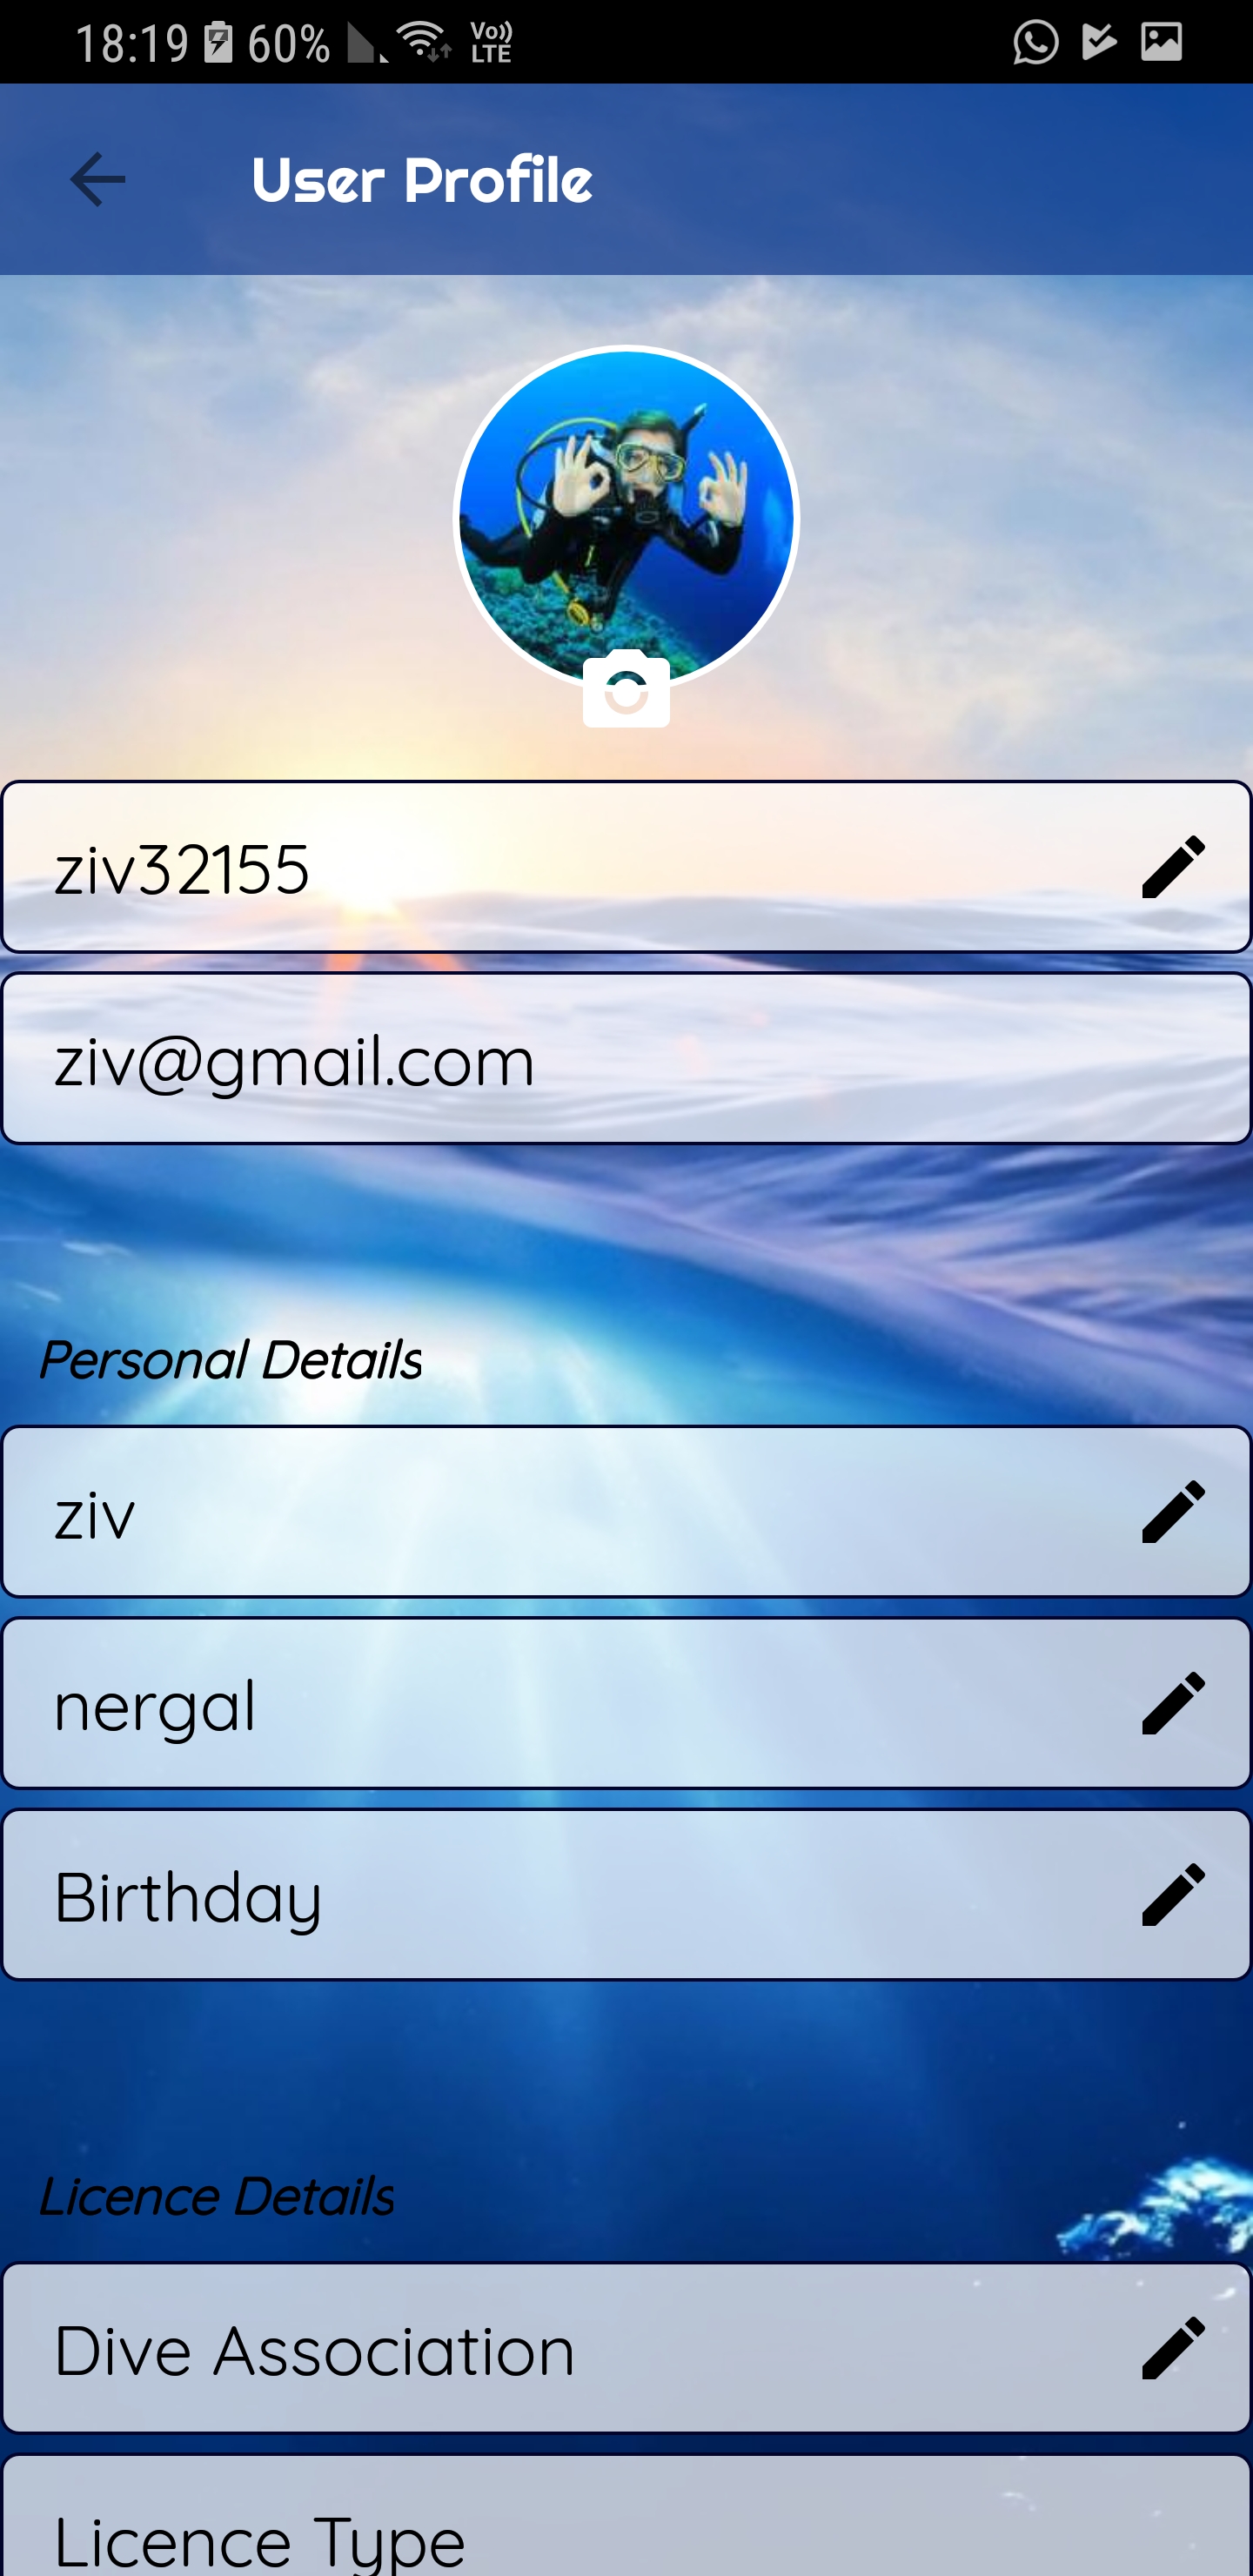 18:19 60% Vo)) LTE
User Profile
ziv32155
ziv@gmail.com
Personal Details
ziv
nergal
Birthday
Licence Details
Dive Association
Licence Type